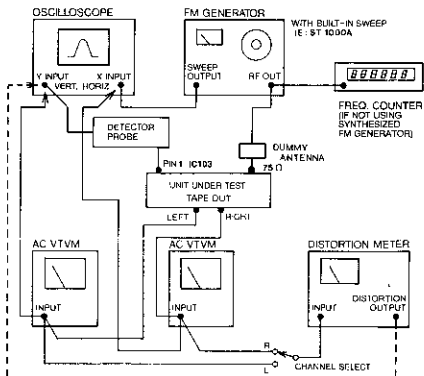 OSCILLOSCOPE
FM GENERATOR
WITH BUILT-IN SWEEP
IE: ST 1000A
Y INPUT
X INPUT
VERT. HORIZ
SWEEP
OUTPUT
RF OUT
888888
FREQ. COUNTER
(IF NOT USING
SYNTHESIZED
FM GENERATOR)
DETECTOR
PROBE
DUMMY
ANTENNA
PIN 1 IC103
75 Ω
UNIT UNDER TEST
TAPE OUT
LEFT
RIGHT
AC VTVM
AC VTVM
DISTORTION METER
INPUT
INPUT
INPUT
DISTORTION
OUTPUT
R
L
CHANNEL SELECT